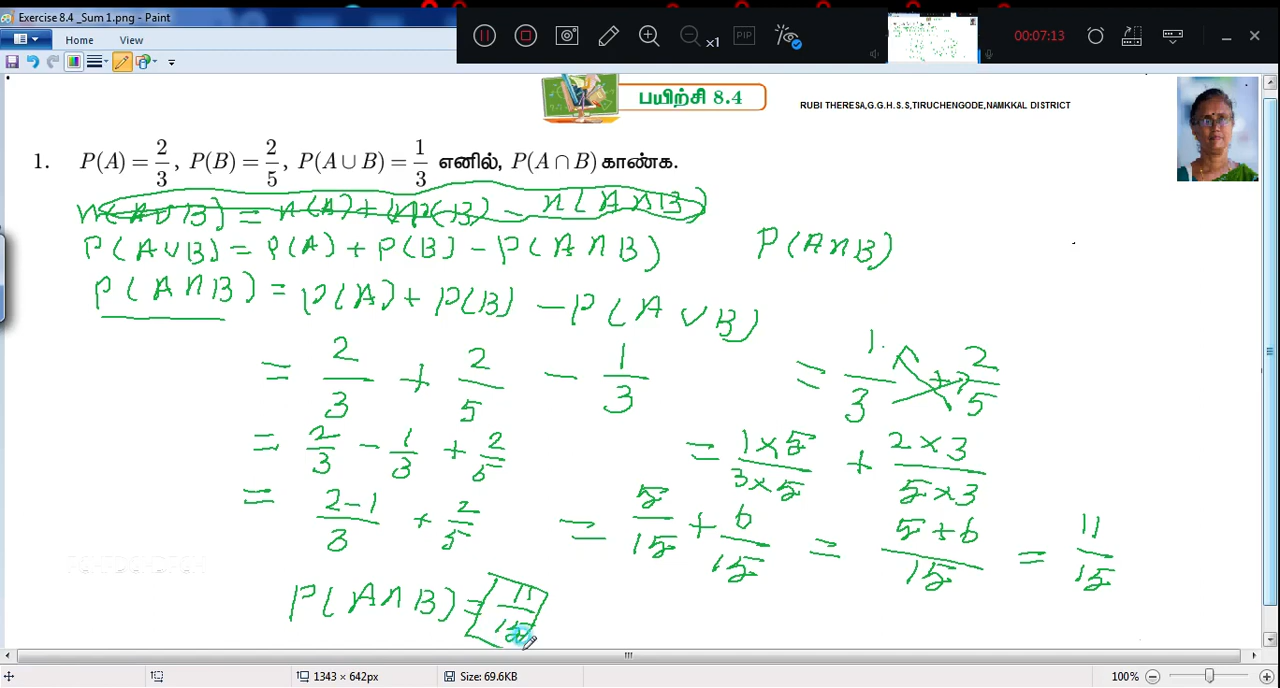 Exercise 8.4 _Sum 1.png - Paint
Home View
x1 PIP 00:07:13
பயிற்சி 8.4
RUBI THERESA,G.G.H.S.S,TIRUCHENGODE,NAMKKAL DISTRICT
1. P(A) = 2/3, P(B) = 2/5, P(A ∪ B) = 1/3 எனில், P(A ∩ B) காண்க.
n(A∪B) = n(A) + n(B) - n(A∩B)
P(A∪B) = P(A) + P(B) - P(A∩B) P(A∩B)
P(A∩B) = P(A) + P(B) - P(A∪B)
= 2/3 + 2/5 - 1/3
= 2/3 - 1/3 + 2/5
= 2-1/3 + 2/5
= 1/3 + 2/5
= 1×5/3×5 + 2×3/5×3
= 5/15 + 6/15 = 5+6/15 = 11/15
P(A∩B) = 11/15
1343 × 642px Size: 69.6KB 100%